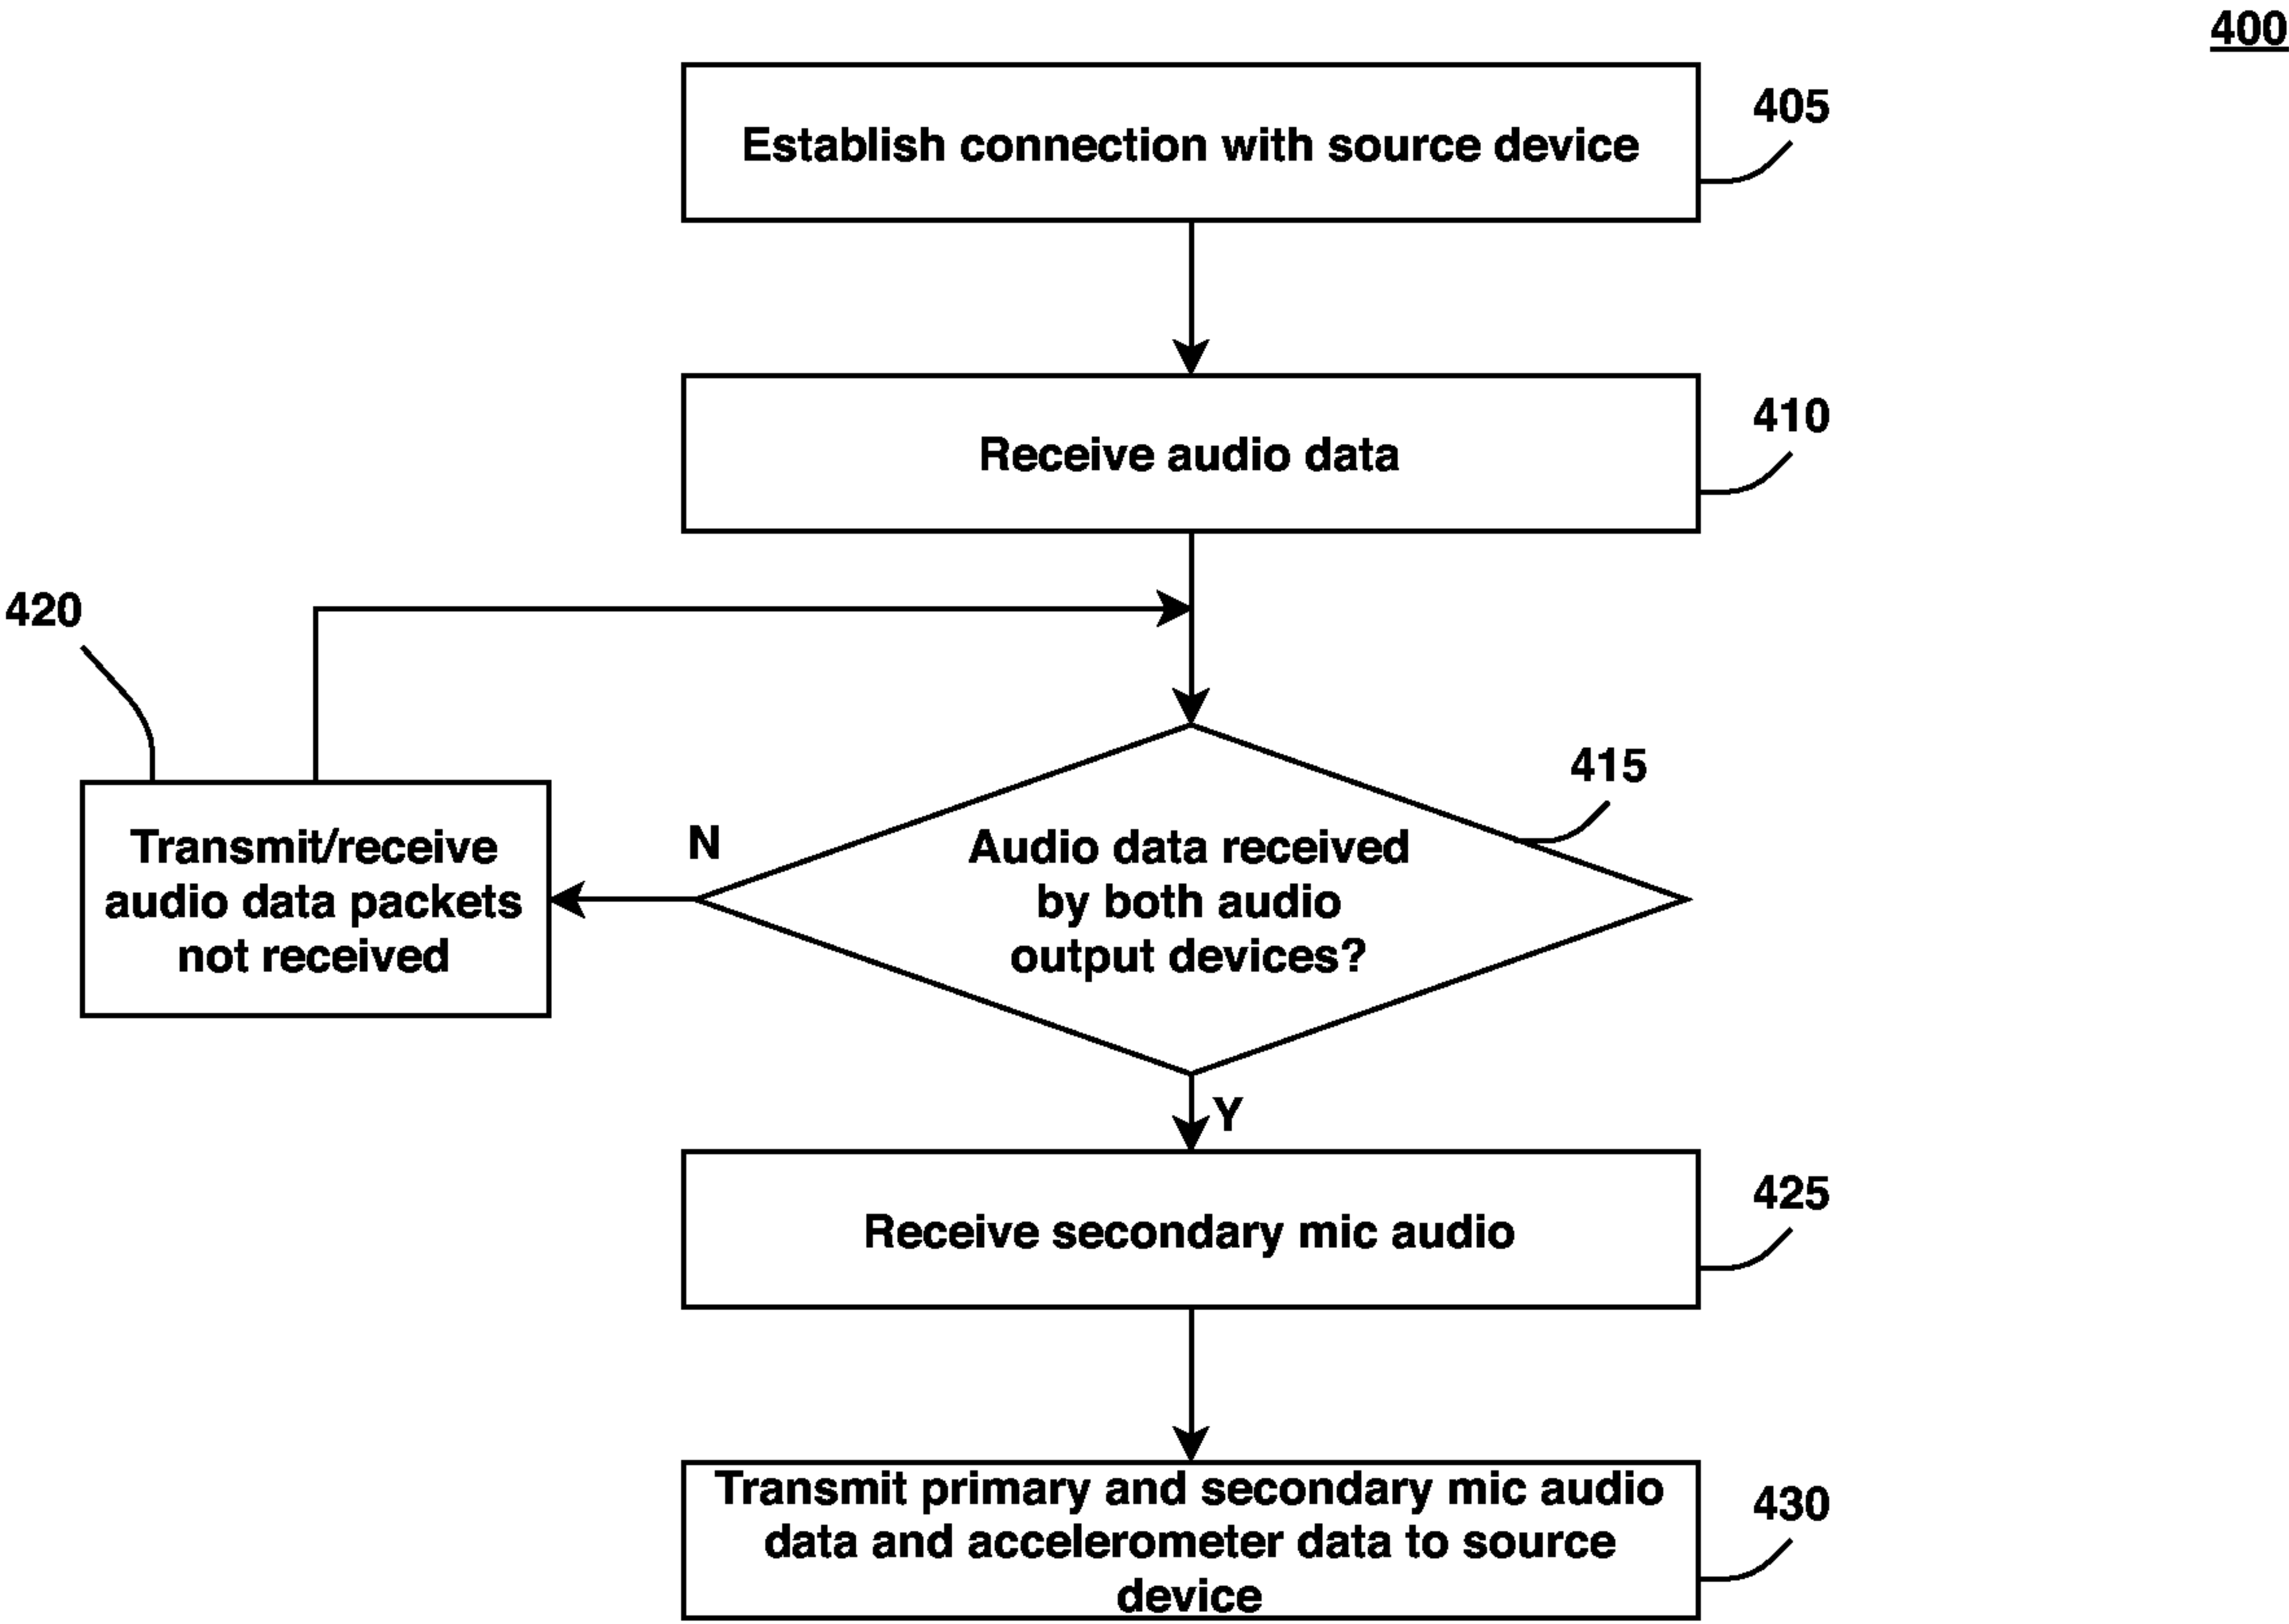 400
Establish connection with source device
405
Receive audio data
410
420
Transmit/receive
audio data packets
not received
N
Audio data received
by both audio
output devices?
415
Y
Receive secondary mic audio
425
Transmit primary and secondary mic audio
data and accelerometer data to source
device
430